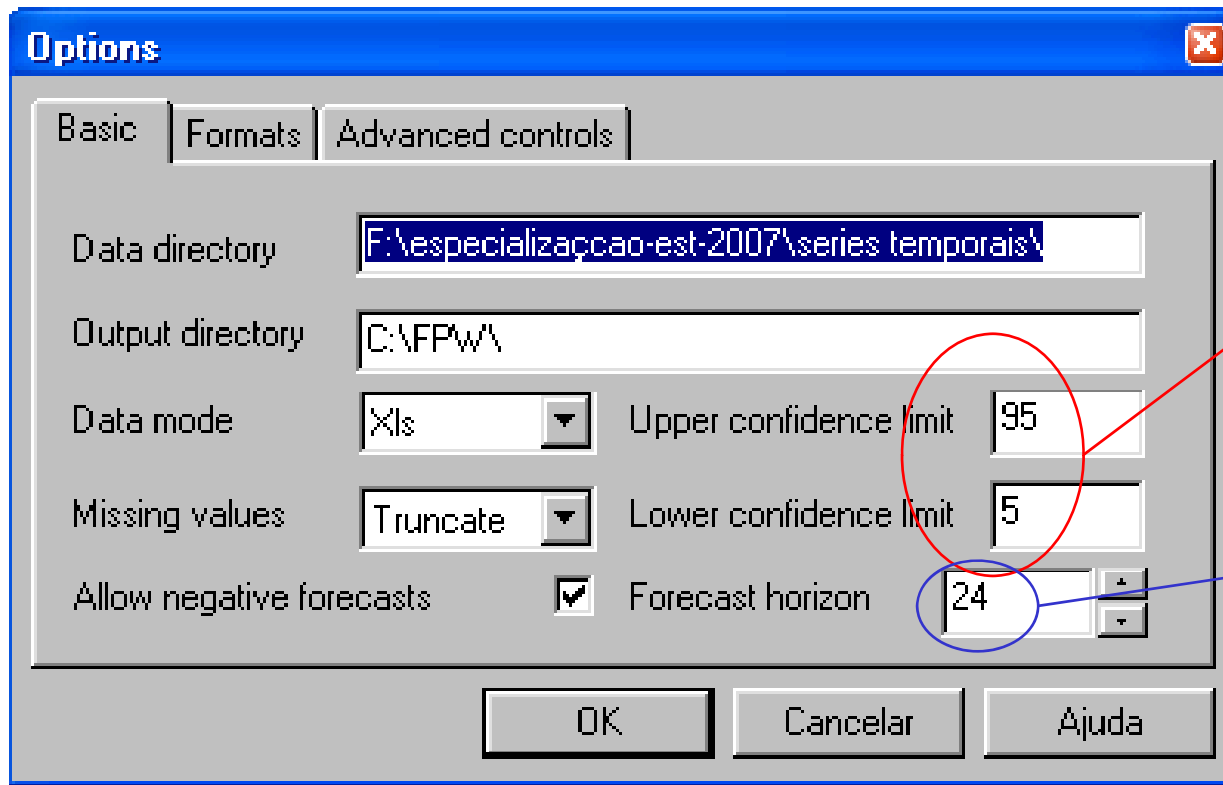 Options
Basic Formats Advanced controls
Data directory F:\especializaçcao-est-2007\series temporais\
Output directory C:\FPW\
Data mode Xls Upper confidence limit 95
Missing values Truncate Lower confidence limit 5
Allow negative forecasts Forecast horizon 24
OK Cancelar Ajuda